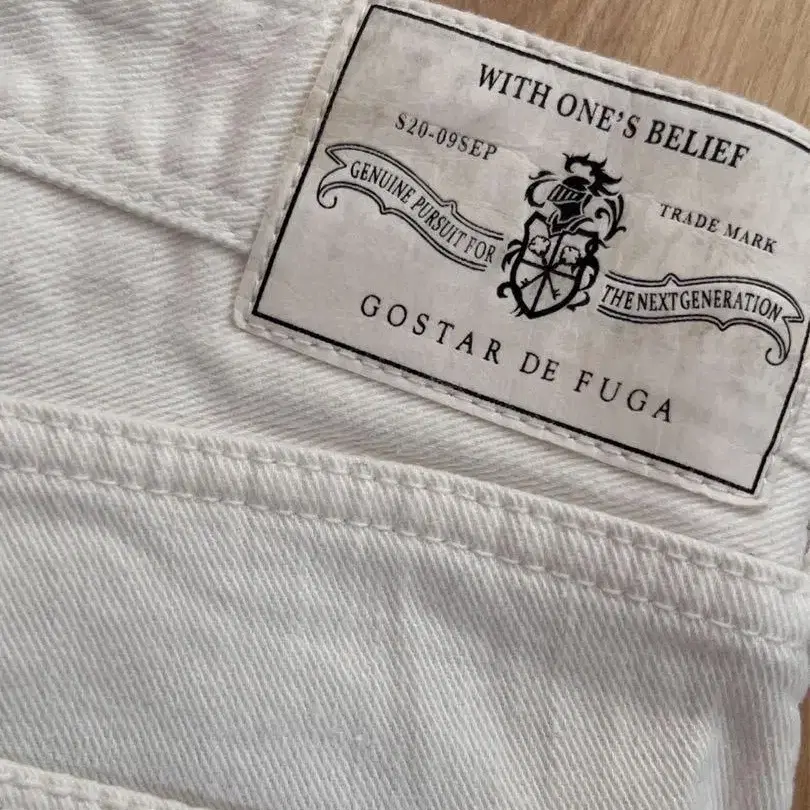 WITH ONE'S BELIEF
S20-09SEP
TRADE MARK
GENUINE PURSUIT FOR
THE NEXT GENERATION
GOSTAR DE FUGA